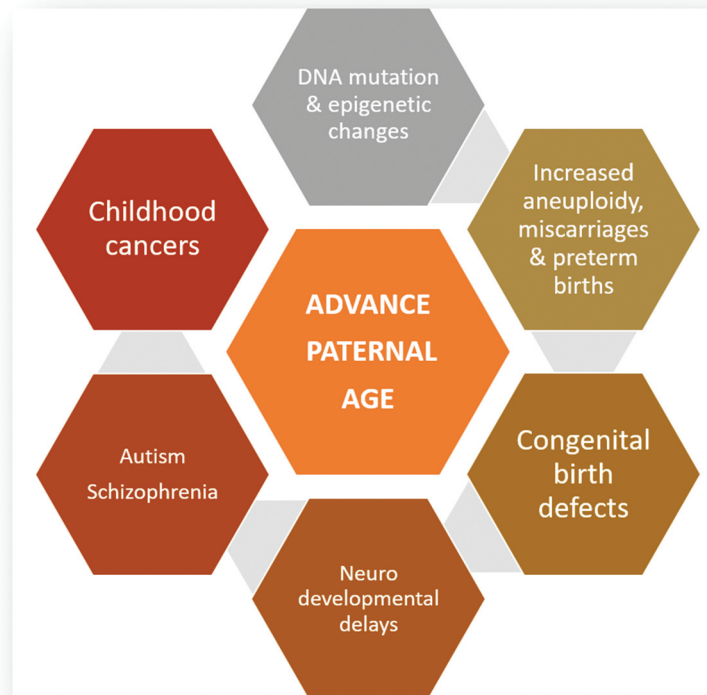 DNA mutation
& epigenetic
changes
Increased
aneuploidy,
miscarriages
& preterm
births
Congenital
birth
defects
Neuro
developmental
delays
Autism
Schizophrenia
Childhood
cancers
ADVANCE
PATERNAL
AGE